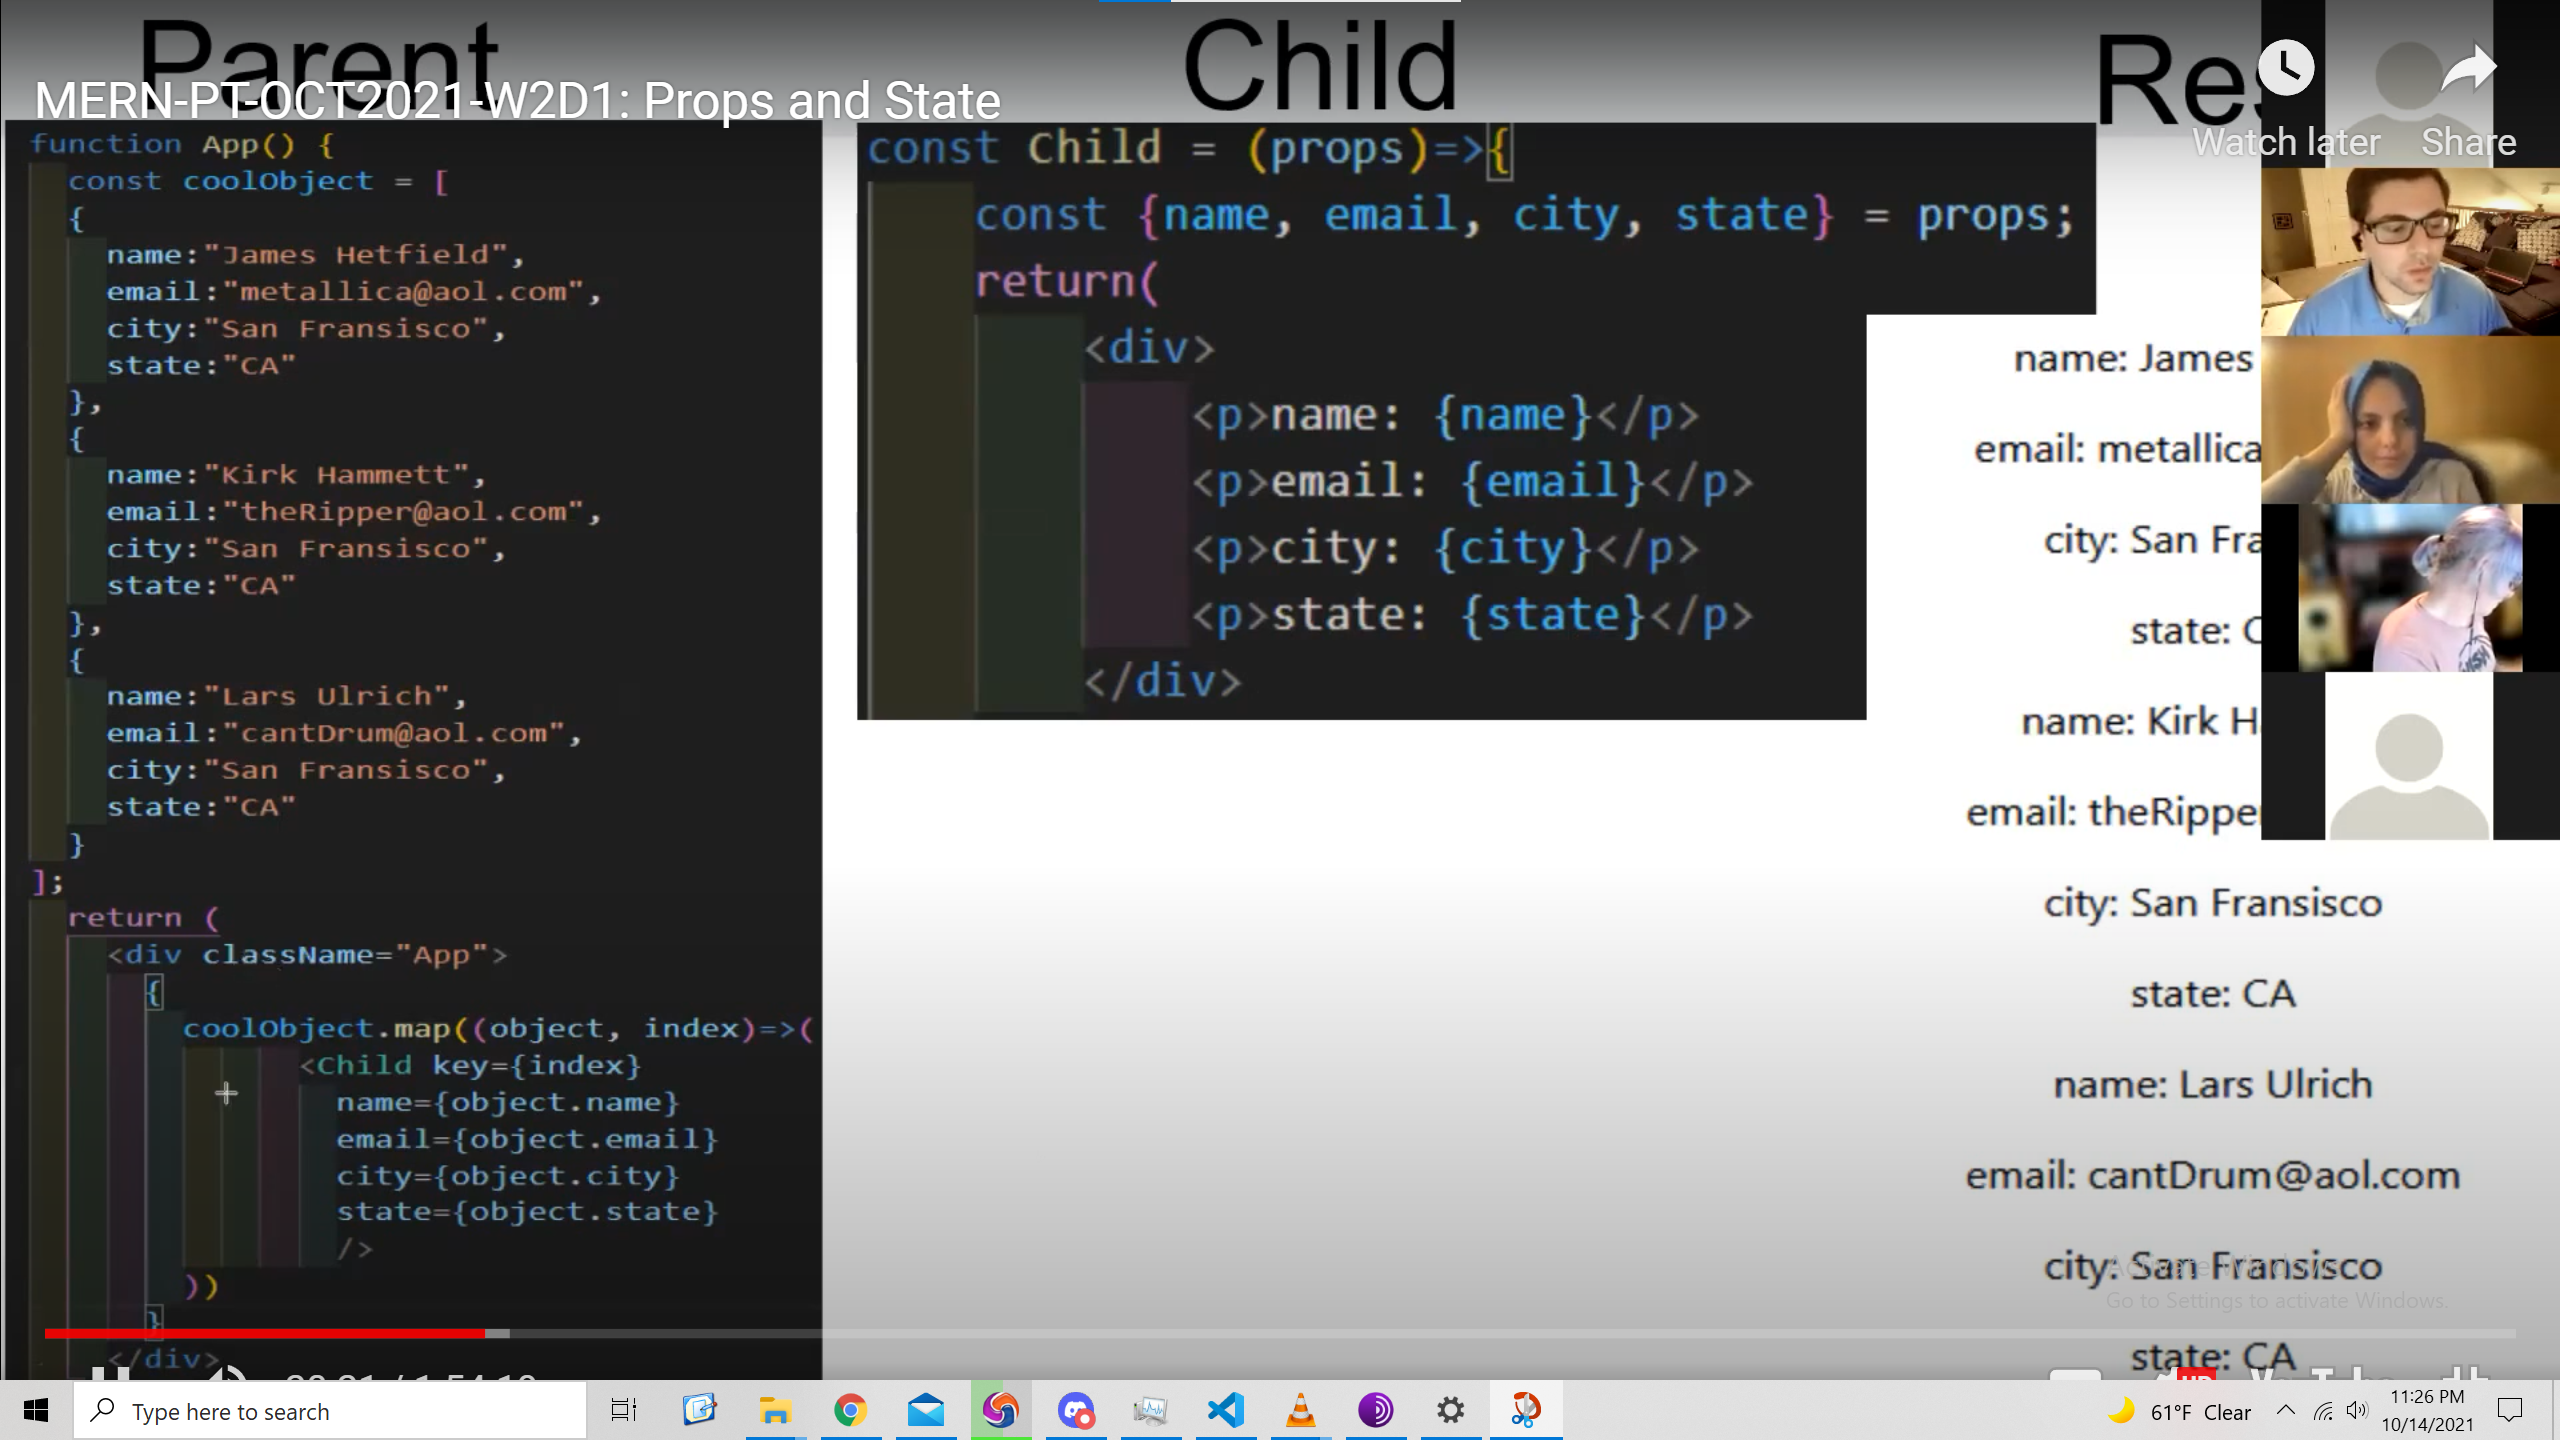 Parent
Child
MERN-PT-OCT2021-W2D1: Props and State
Watch later
Share
function App() {
const coolObject = [
{
name:"James Hetfield",
email:"metallica@aol.com",
city:"San Fransisco",
state:"CA"
},
{
name:"Kirk Hammett",
email:"theRipper@aol.com",
city:"San Fransisco",
state:"CA"
},
{
name:"Lars Ulrich",
email:"cantDrum@aol.com",
city:"San Fransisco",
state:"CA"
}
];
return (
<div className="App">
{
coolObject.map((object, index)=>(
<Child key={index}
name={object.name}
email={object.email}
city={object.city}
state={object.state}
/>
))
}
</div>
const Child = (props)=>{
const {name, email, city, state} = props;
return(
<div>
<p>name: {name}</p>
<p>email: {email}</p>
<p>city: {city}</p>
<p>state: {state}</p>
</div>
name: James
email: metallica
city: San Fra
state: C
name: Kirk H
email: theRippe
city: San Fransisco
state: CA
name: Lars Ulrich
email: cantDrum@aol.com
city: San Fransisco
state: CA
Activate Windows
Go to Settings to activate Windows.
Type here to search
61°F Clear
11:26 PM
10/14/2021